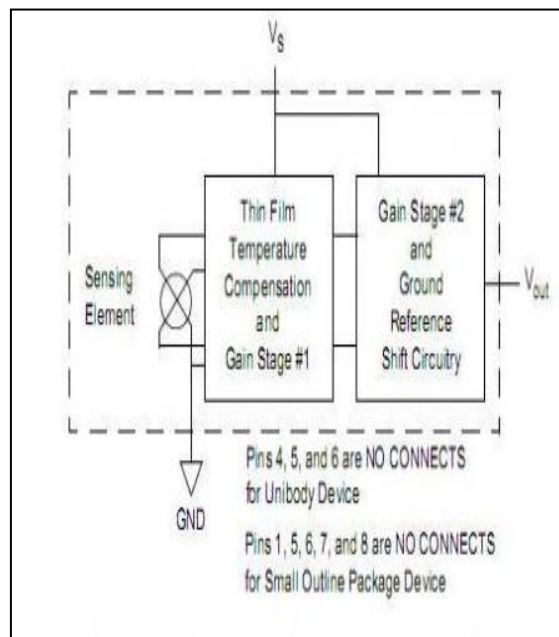 VS
Thin Film
Temperature
Compensation
and
Gain Stage #1
Gain Stage #2
and
Ground
Reference
Shift Circuitry
Sensing
Element
Vout
GND
Pins 4, 5, and 6 are NO CONNECTS
for Unibody Device
Pins 1, 5, 6, 7, and 8 are NO CONNECTS
for Small Outline Package Device